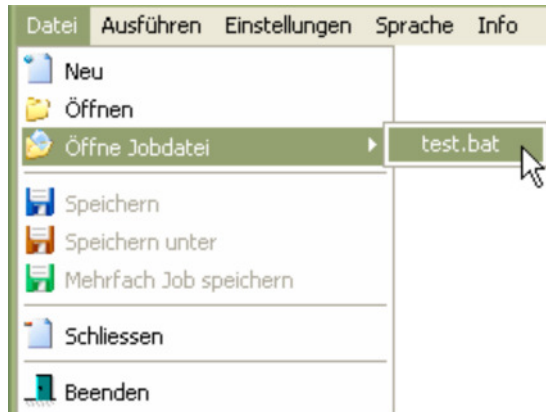 Datei Ausführen Einstellungen Sprache Info
Neu
Öffnen
Öffne Jobdatei test.bat
Speichern
Speichern unter
Mehrfach Job speichern
Schliessen
Beenden